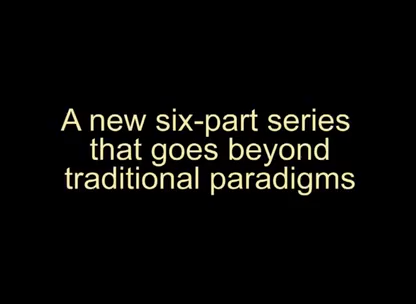 A new six-part series
that goes beyond
traditional paradigms